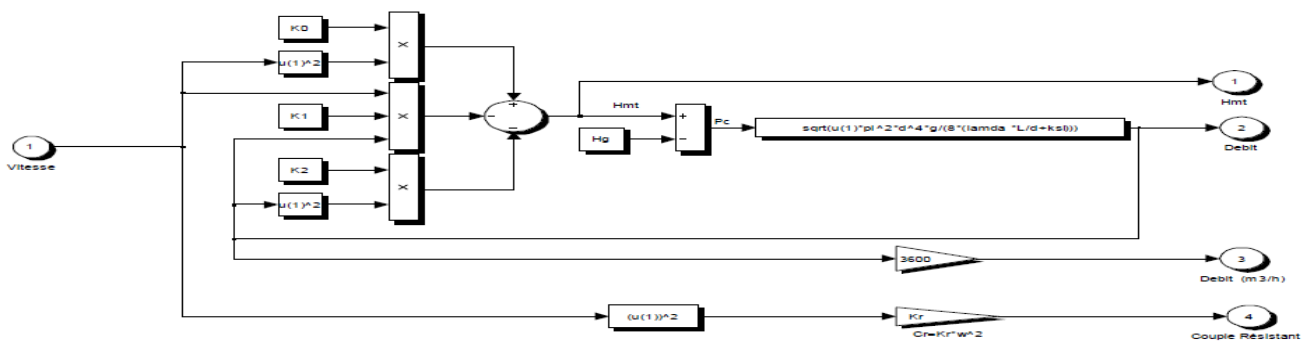 K0
u(1)^2
×
K1
×
K2
u(1)^2
×
1
Vitesse
+
−
−
Hmt
Hg
+
−
Pc
sqrt(u(1)*pi^2*d^4*g/(8*(lamda *L/d+ksi)))
1
Hmt
2
Debit
3600
3
Debit (m3/h)
(u(1))^2
Kr
Cr=Kr*w^2
4
Couple Résistant